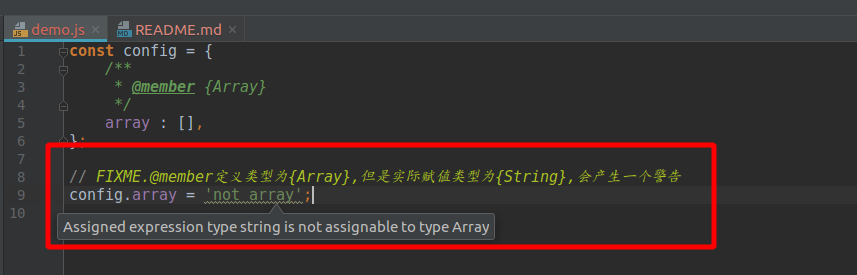 demo.js README.md
1 const config = {
2 /**
3 * @member {Array}
4 */
5 array : [],
6 };
7
8 // FIXME.@member定义类型为{Array},但是实际赋值类型为{String},会产生一个警告
9 config.array = 'not array';
10
Assigned expression type string is not assignable to type Array